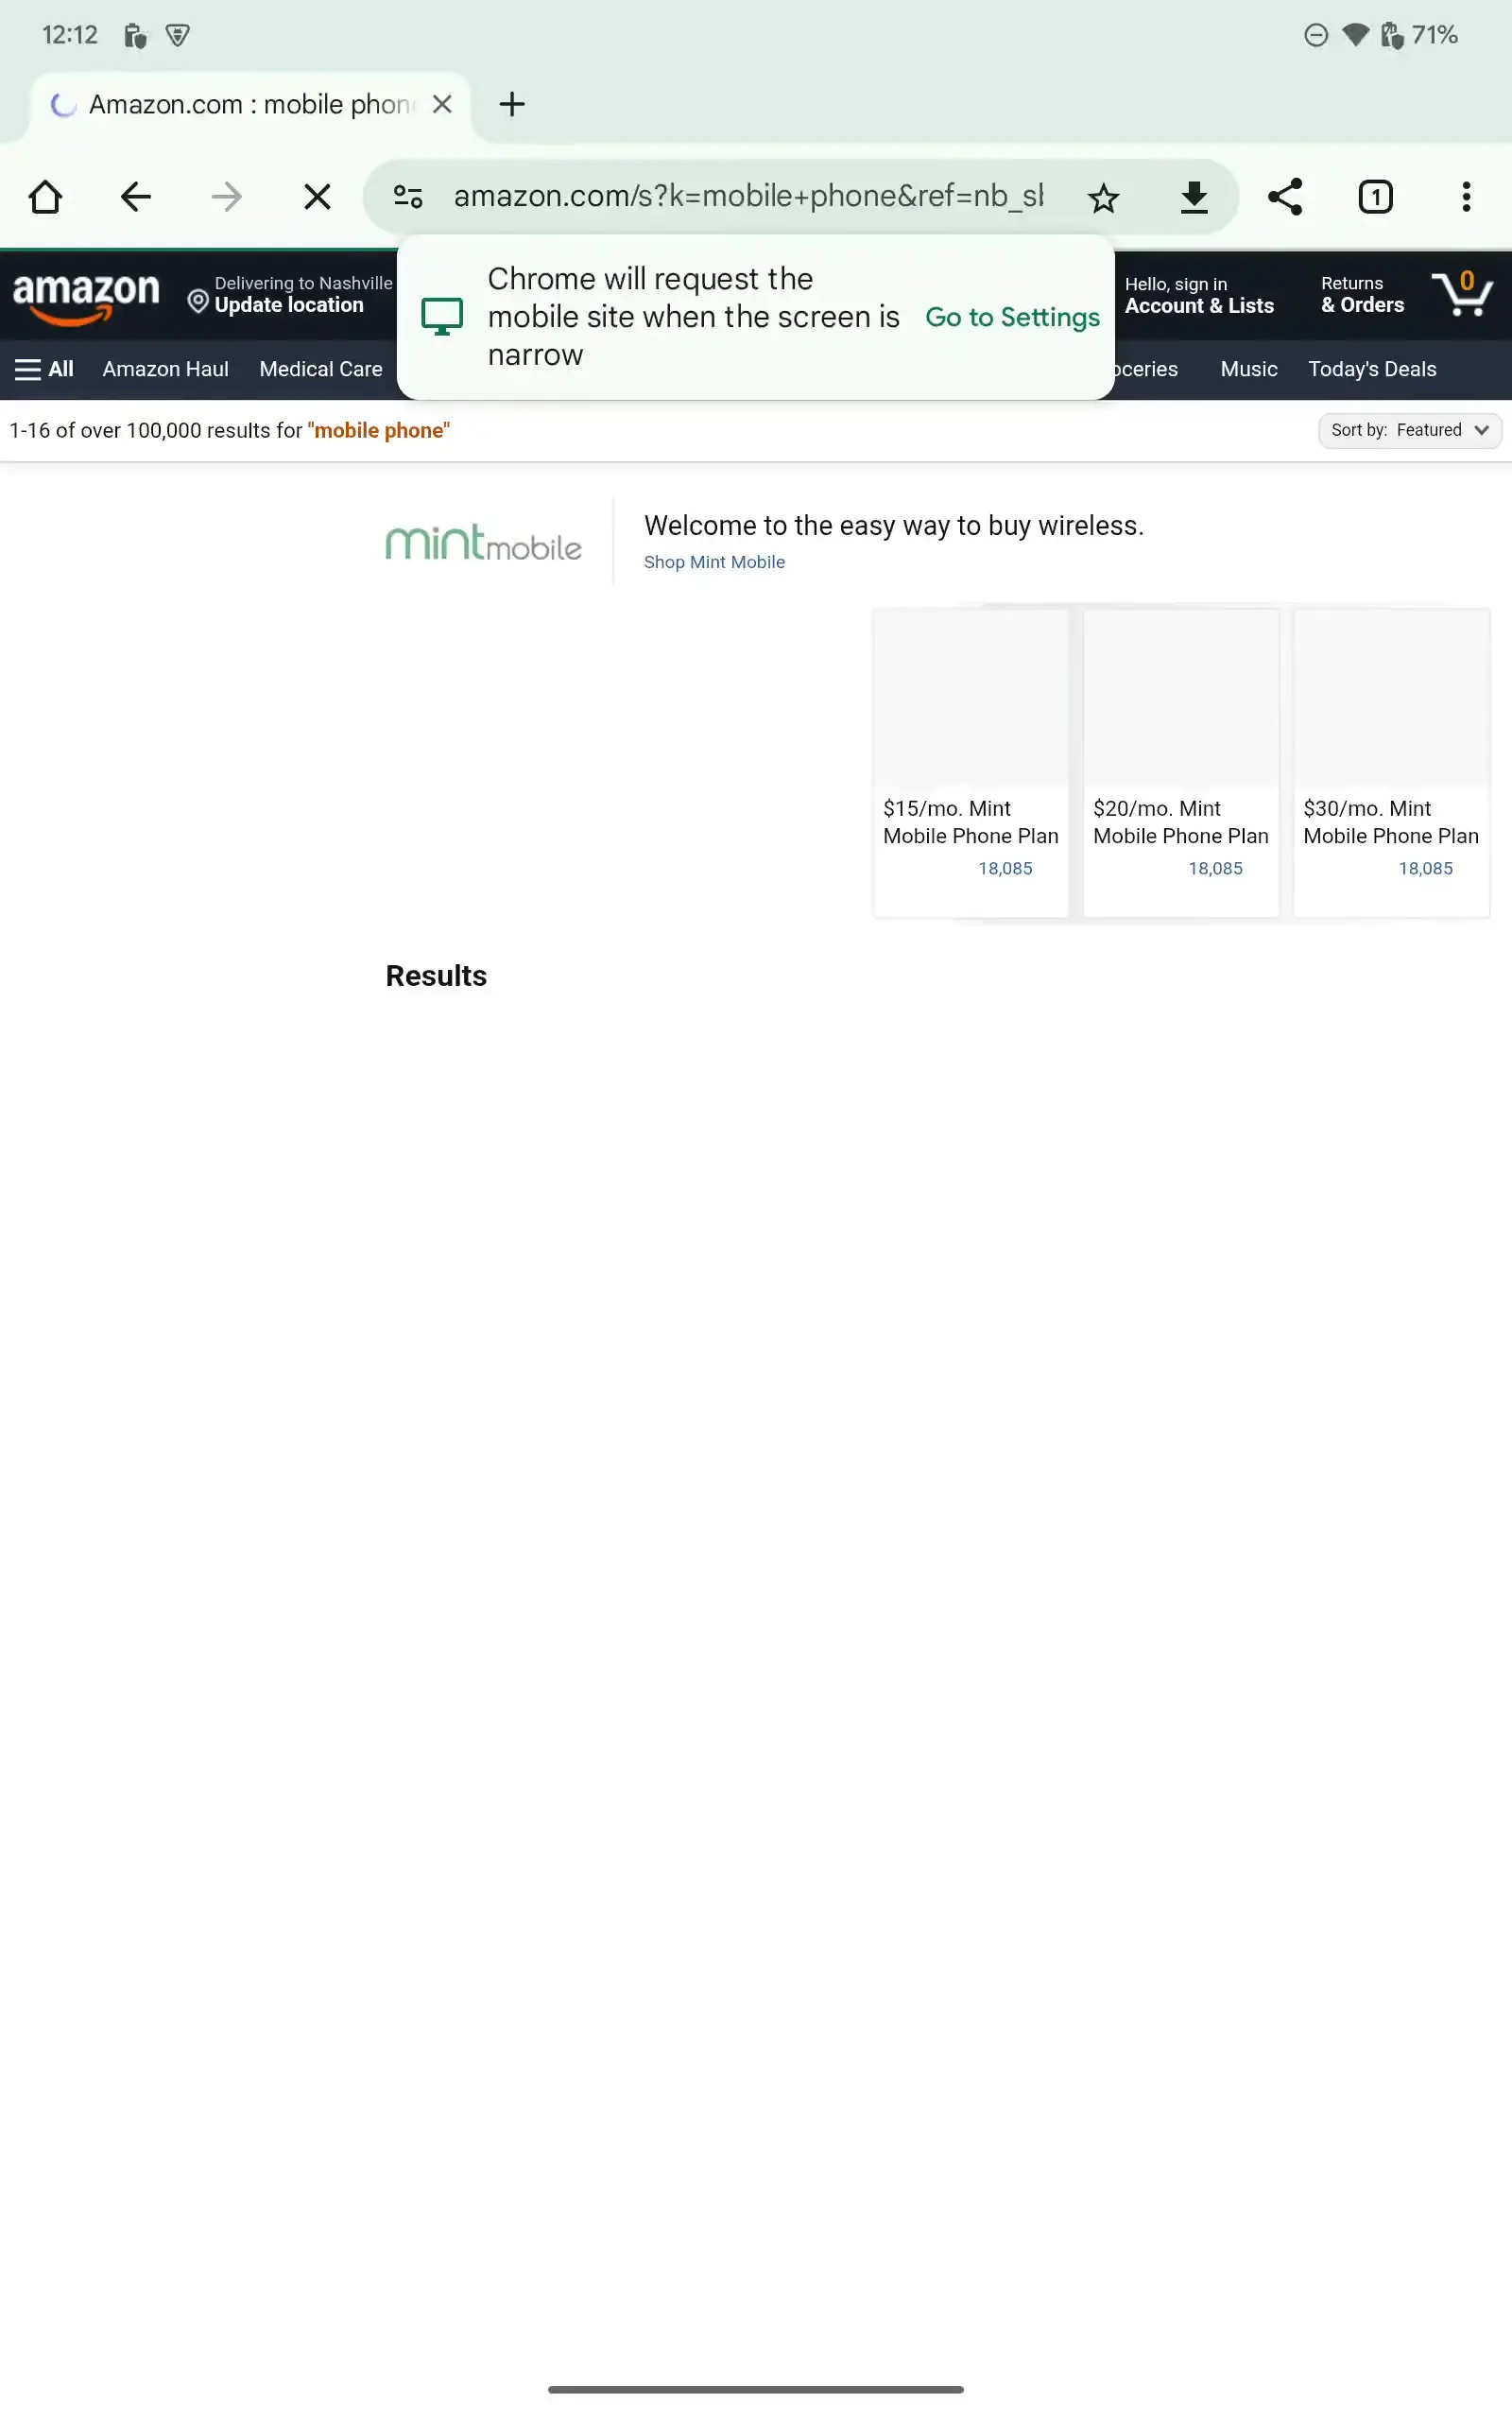 12:12
71%
Amazon.com : mobile phon
amazon.com/s?k=mobile+phone&ref=nb_sl
1
Chrome will request the
mobile site when the screen is
narrow
Go to Settings
amazon
Delivering to Nashville
Update location
Hello, sign in
Account & Lists
Returns
& Orders
0
All
Amazon Haul
Medical Care
oceries
Music
Today's Deals
1-16 of over 100,000 results for "mobile phone"
Sort by: Featured
mintmobile
Welcome to the easy way to buy wireless.
Shop Mint Mobile
$15/mo. Mint
Mobile Phone Plan
18,085
$20/mo. Mint
Mobile Phone Plan
18,085
$30/mo. Mint
Mobile Phone Plan
18,085
Results